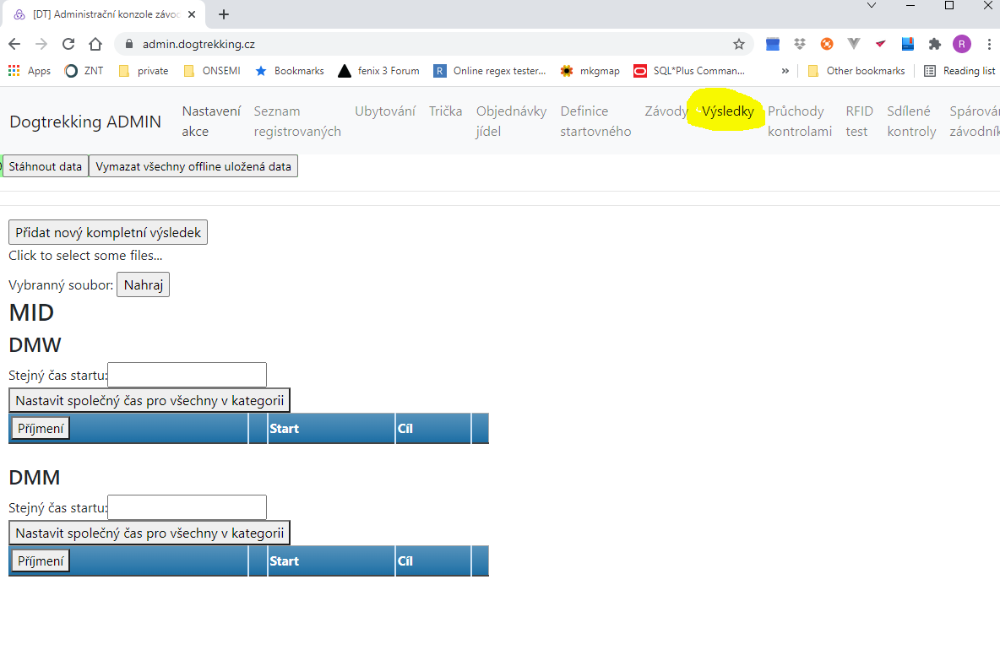 [DT] Administrační konzole závoc
admin.dogtrekking.cz
R
Apps ZNT private ONSEMI Bookmarks fenix 3 Forum R Online regex tester... mkgmap SQL*Plus Comman... » Other bookmarks Reading list
Dogtrekking ADMIN
Nastavení akce
Seznam registrovaných
Ubytování
Trička
Objednávky jídel
Definice startovného
Závody
Výsledky
Průchody kontrolami
RFID test
Sdílené kontroly
Spárován závodník
Stáhnout data Vymazat všechny offline uložená data
Přidat nový kompletní výsledek
Click to select some files...
Vybranný soubor: Nahraj
MID
DMW
Stejný čas startu:
Nastavit společný čas pro všechny v kategorii
Příjmení Start Cíl
DMM
Stejný čas startu:
Nastavit společný čas pro všechny v kategorii
Příjmení Start Cíl